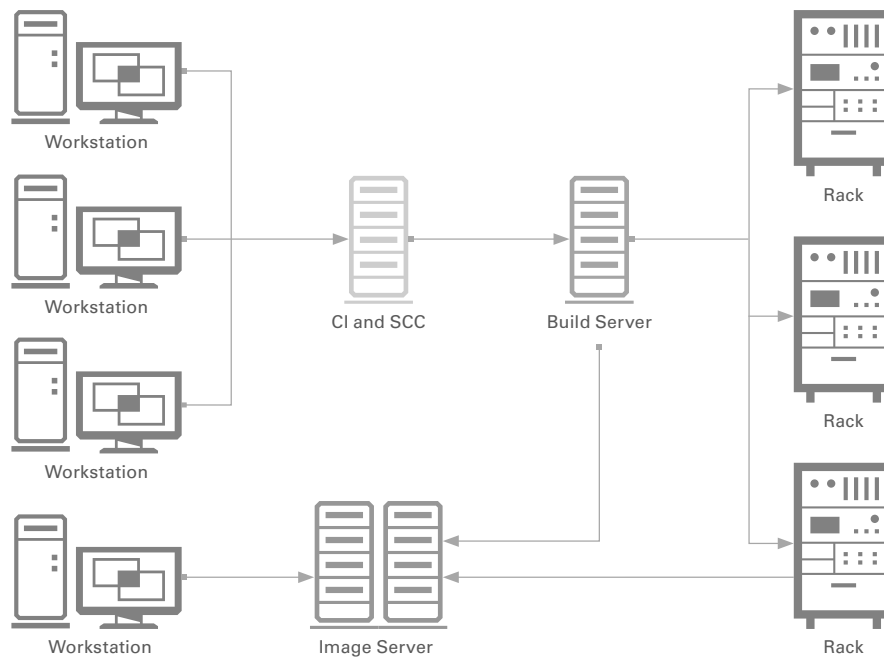 Workstation
Rack
Workstation
CI and SCC
Build Server
Workstation
Rack
Workstation
Image Server
Rack